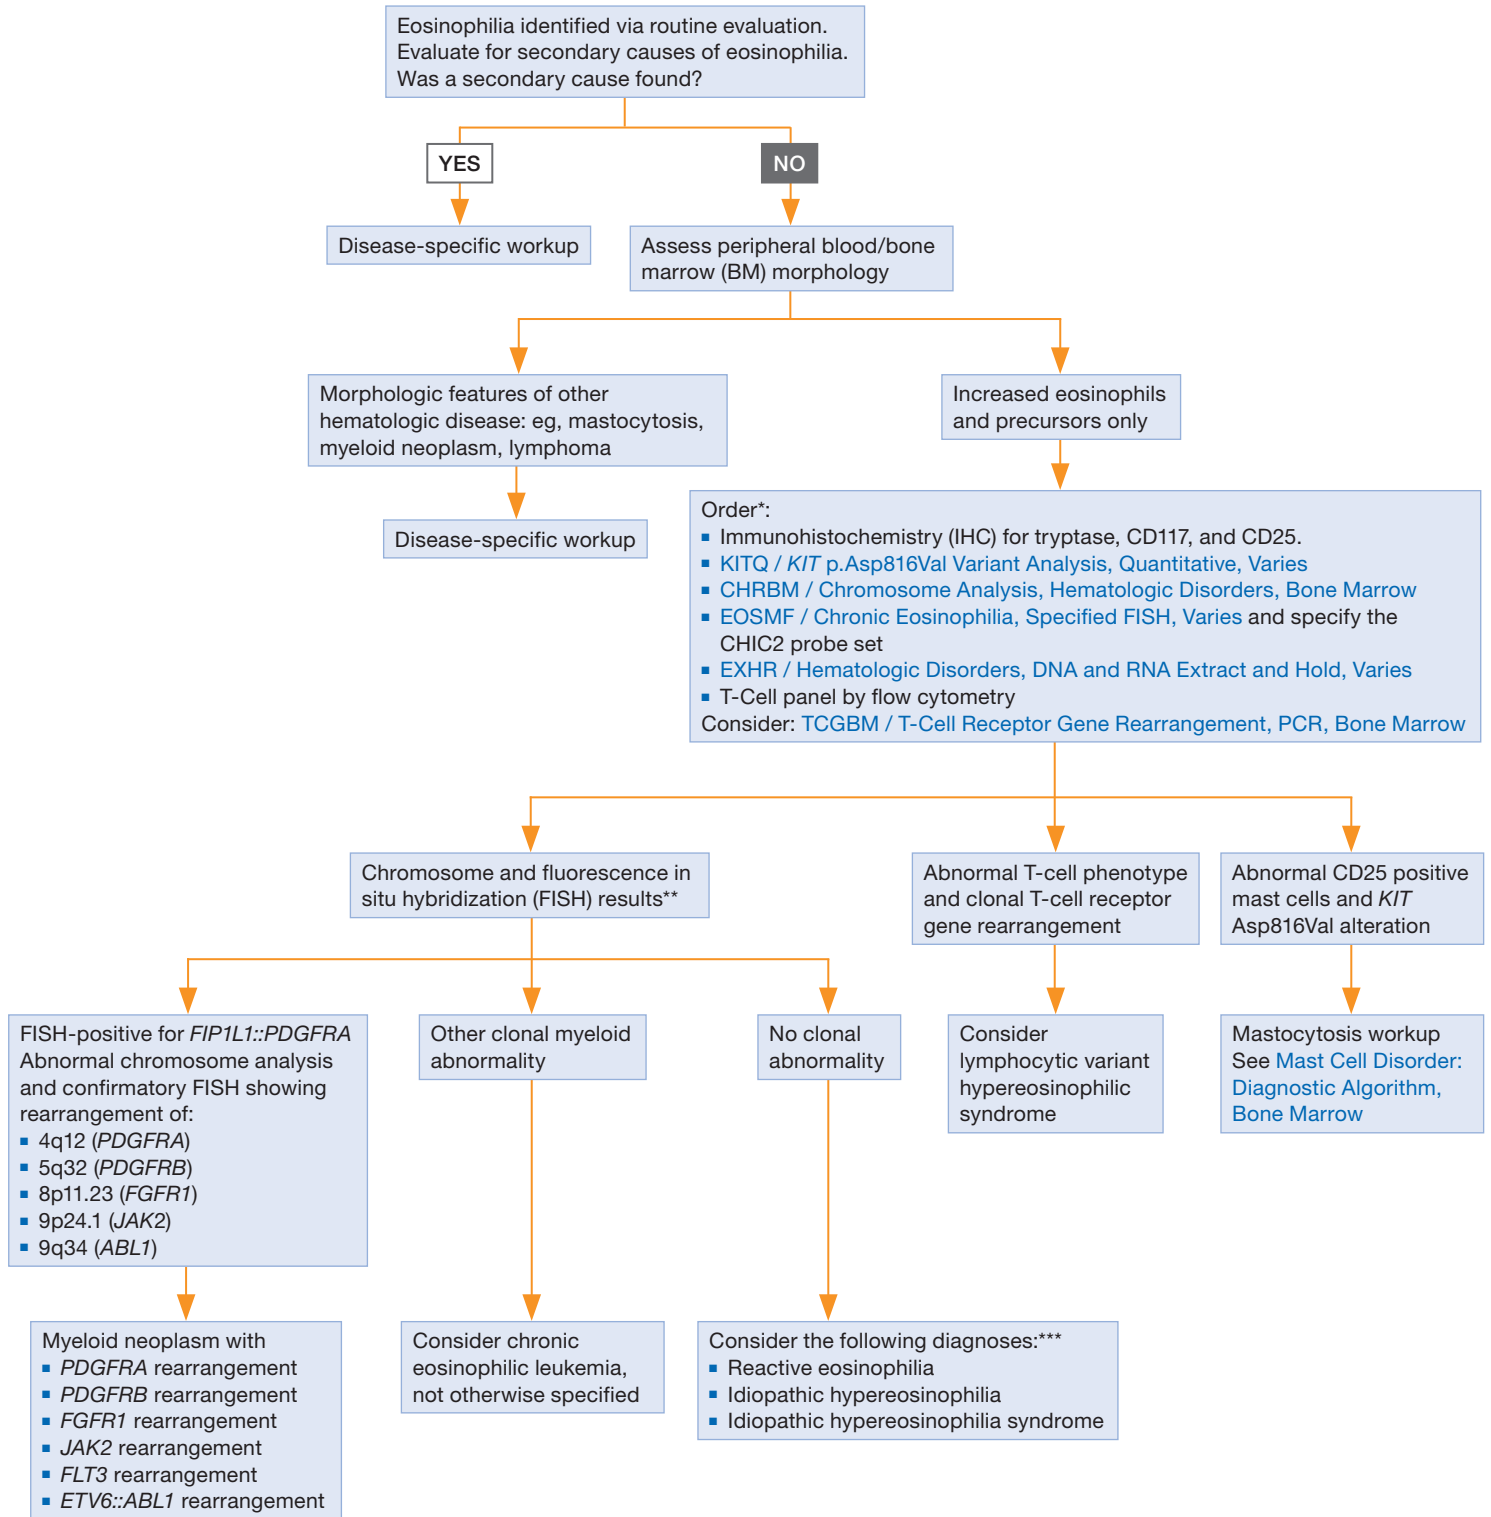 Eosinophilia identified via routine evaluation.
Evaluate for secondary causes of eosinophilia.
Was a secondary cause found?
YES
NO
Disease-specific workup
Assess peripheral blood/bone
marrow (BM) morphology
Morphologic features of other
hematologic disease: eg, mastocytosis,
myeloid neoplasm, lymphoma
Increased eosinophils
and precursors only
Disease-specific workup
Order*:
■ Immunohistochemistry (IHC) for tryptase, CD117, and CD25.
■ KITQ / KIT p.Asp816Val Variant Analysis, Quantitative, Varies
■ CHRBM / Chromosome Analysis, Hematologic Disorders, Bone Marrow
■ EOSMF / Chronic Eosinophilia, Specified FISH, Varies and specify the
CHIC2 probe set
■ EXHR / Hematologic Disorders, DNA and RNA Extract and Hold, Varies
■ T-Cell panel by flow cytometry
Consider: TCGBM / T-Cell Receptor Gene Rearrangement, PCR, Bone Marrow
Chromosome and fluorescence in
situ hybridization (FISH) results**
Abnormal T-cell phenotype
and clonal T-cell receptor
gene rearrangement
Abnormal CD25 positive
mast cells and KIT
Asp816Val alteration
FISH-positive for FIP1L1::PDGFRA
Abnormal chromosome analysis
and confirmatory FISH showing
rearrangement of:
■ 4q12 (PDGFRA)
■ 5q32 (PDGFRB)
■ 8p11.23 (FGFR1)
■ 9p24.1 (JAK2)
■ 9q34 (ABL1)
Other clonal myeloid
abnormality
No clonal
abnormality
Consider
lymphocytic variant
hypereosinophilic
syndrome
Mastocytosis workup
See Mast Cell Disorder:
Diagnostic Algorithm,
Bone Marrow
Myeloid neoplasm with
■ PDGFRA rearrangement
■ PDGFRB rearrangement
■ FGFR1 rearrangement
■ JAK2 rearrangement
■ FLT3 rearrangement
■ ETV6::ABL1 rearrangement
Consider chronic
eosinophilic leukemia,
not otherwise specified
Consider the following diagnoses:***
■ Reactive eosinophilia
■ Idiopathic hypereosinophilia
■ Idiopathic hypereosinophilia syndrome